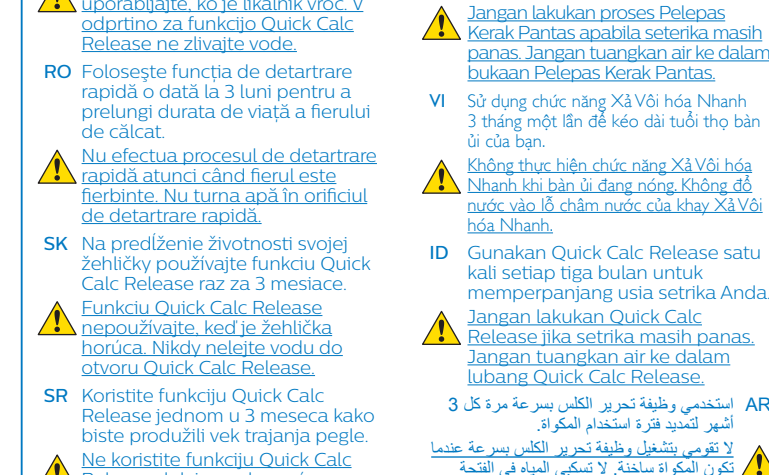 uporabljajte, ko je likalnik vroč. V
odprtino za funkcijo Quick Calc
Release ne zlivajte vode.
RO Foloseşte funcţia de detartrare
rapidă o dată la 3 luni pentru a
prelungi durata de viaţă a fierului
de călcat.
Nu efectua procesul de detartrare
rapidă atunci când fierul este
fierbinte. Nu turna apă în orificiul
de detartrare rapidă.
SK Na predĺženie životnosti svojej
žehličky používajte funkciu Quick
Calc Release raz za 3 mesiace.
Funkciu Quick Calc Release
nepoužívajte, keď je žehlička
horúca. Nikdy nelejte vodu do
otvoru Quick Calc Release.
SR Koristite funkciju Quick Calc
Release jednom u 3 meseca kako
biste produžili vek trajanja pegle.
Ne koristite funkciju Quick Calc
Jangan lakukan proses Pelepas
Kerak Pantas apabila seterika masih
panas. Jangan tuangkan air ke dalam
bukaan Pelepas Kerak Pantas.
VI Sử dụng chức năng Xả Vôi hóa Nhanh
3 tháng một lần để kéo dài tuổi thọ bàn
ủi của bạn.
Không thực hiện chức năng Xả Vôi hóa
Nhanh khi bàn ủi đang nóng. Không đổ
nước vào lỗ châm nước của khay Xả Vôi
hóa Nhanh.
ID Gunakan Quick Calc Release satu
kali setiap tiga bulan untuk
memperpanjang usia setrika Anda.
Jangan lakukan Quick Calc
Release jika setrika masih panas.
Jangan tuangkan air ke dalam
lubang Quick Calc Release.
AR استخدمي وظيفة تحرير الكلس بسرعة مرة كل 3
أشهر لتمديد فترة استخدام المكواة.
لا تقومي بتشغيل وظيفة تحرير الكلس بسرعة عندما
تكون المكواة ساخنة. لا تسكبي المياه في الفتحة